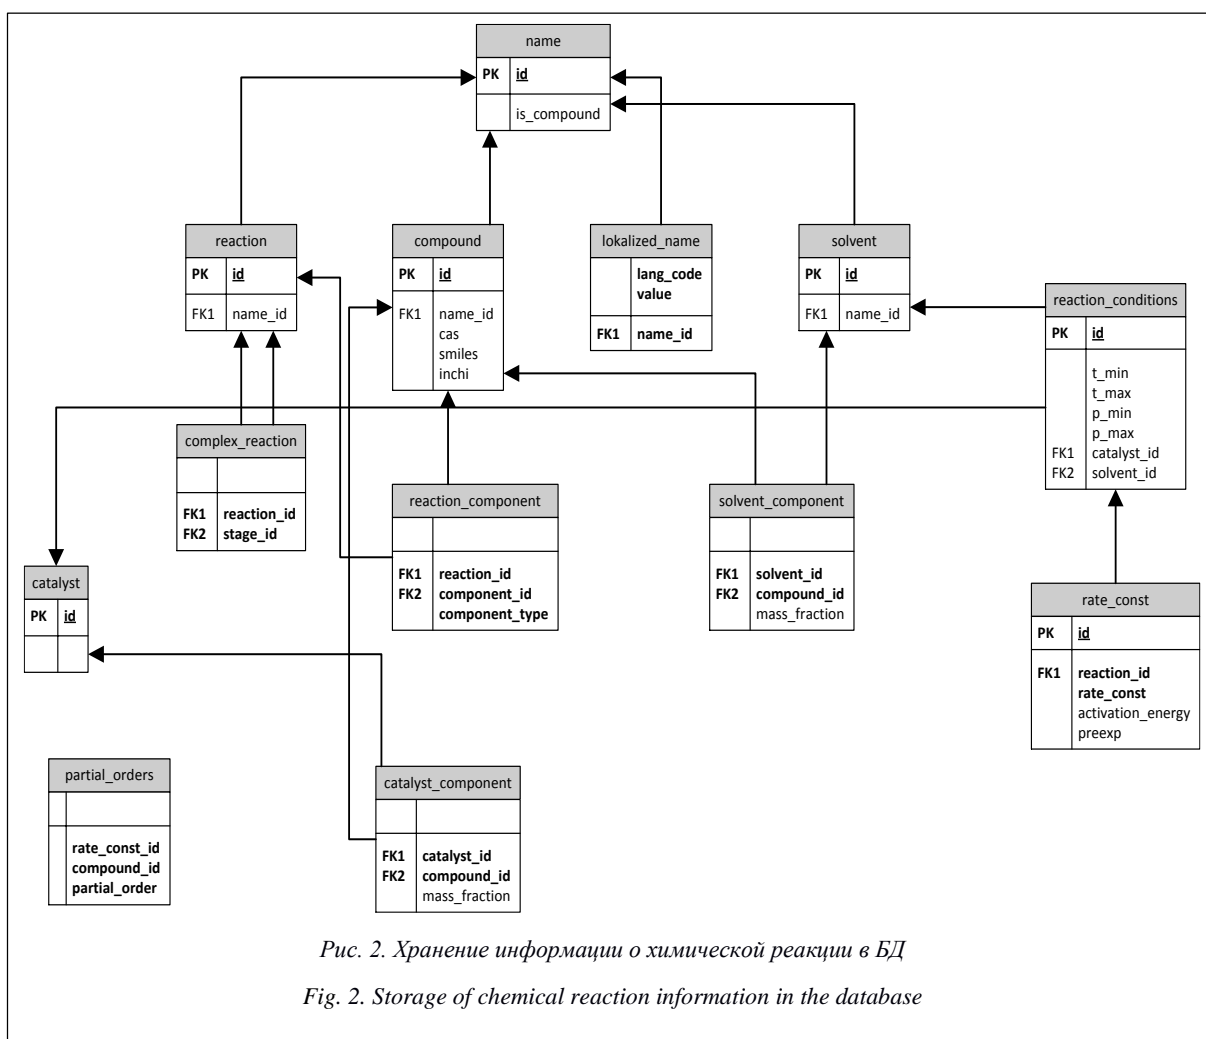 name
PK id
is_compound
reaction
PK id
FK1 name_id
compound
PK id
FK1 name_id
cas
smiles
inchi
lokalized_name
lang_code
value
FK1 name_id
solvent
PK id
FK1 name_id
reaction_conditions
PK id
t_min
t_max
p_min
p_max
FK1 catalyst_id
FK2 solvent_id
complex_reaction
FK1 reaction_id
FK2 stage_id
reaction_component
FK1 reaction_id
FK2 component_id
component_type
solvent_component
FK1 solvent_id
FK2 compound_id
mass_fraction
catalyst
PK id
rate_const
PK id
FK1 reaction_id
rate_const
activation_energy
preexp
partial_orders
rate_const_id
compound_id
partial_order
catalyst_component
FK1 catalyst_id
FK2 compound_id
mass_fraction
Рис. 2. Хранение информации о химической реакции в БД
Fig. 2. Storage of chemical reaction information in the database